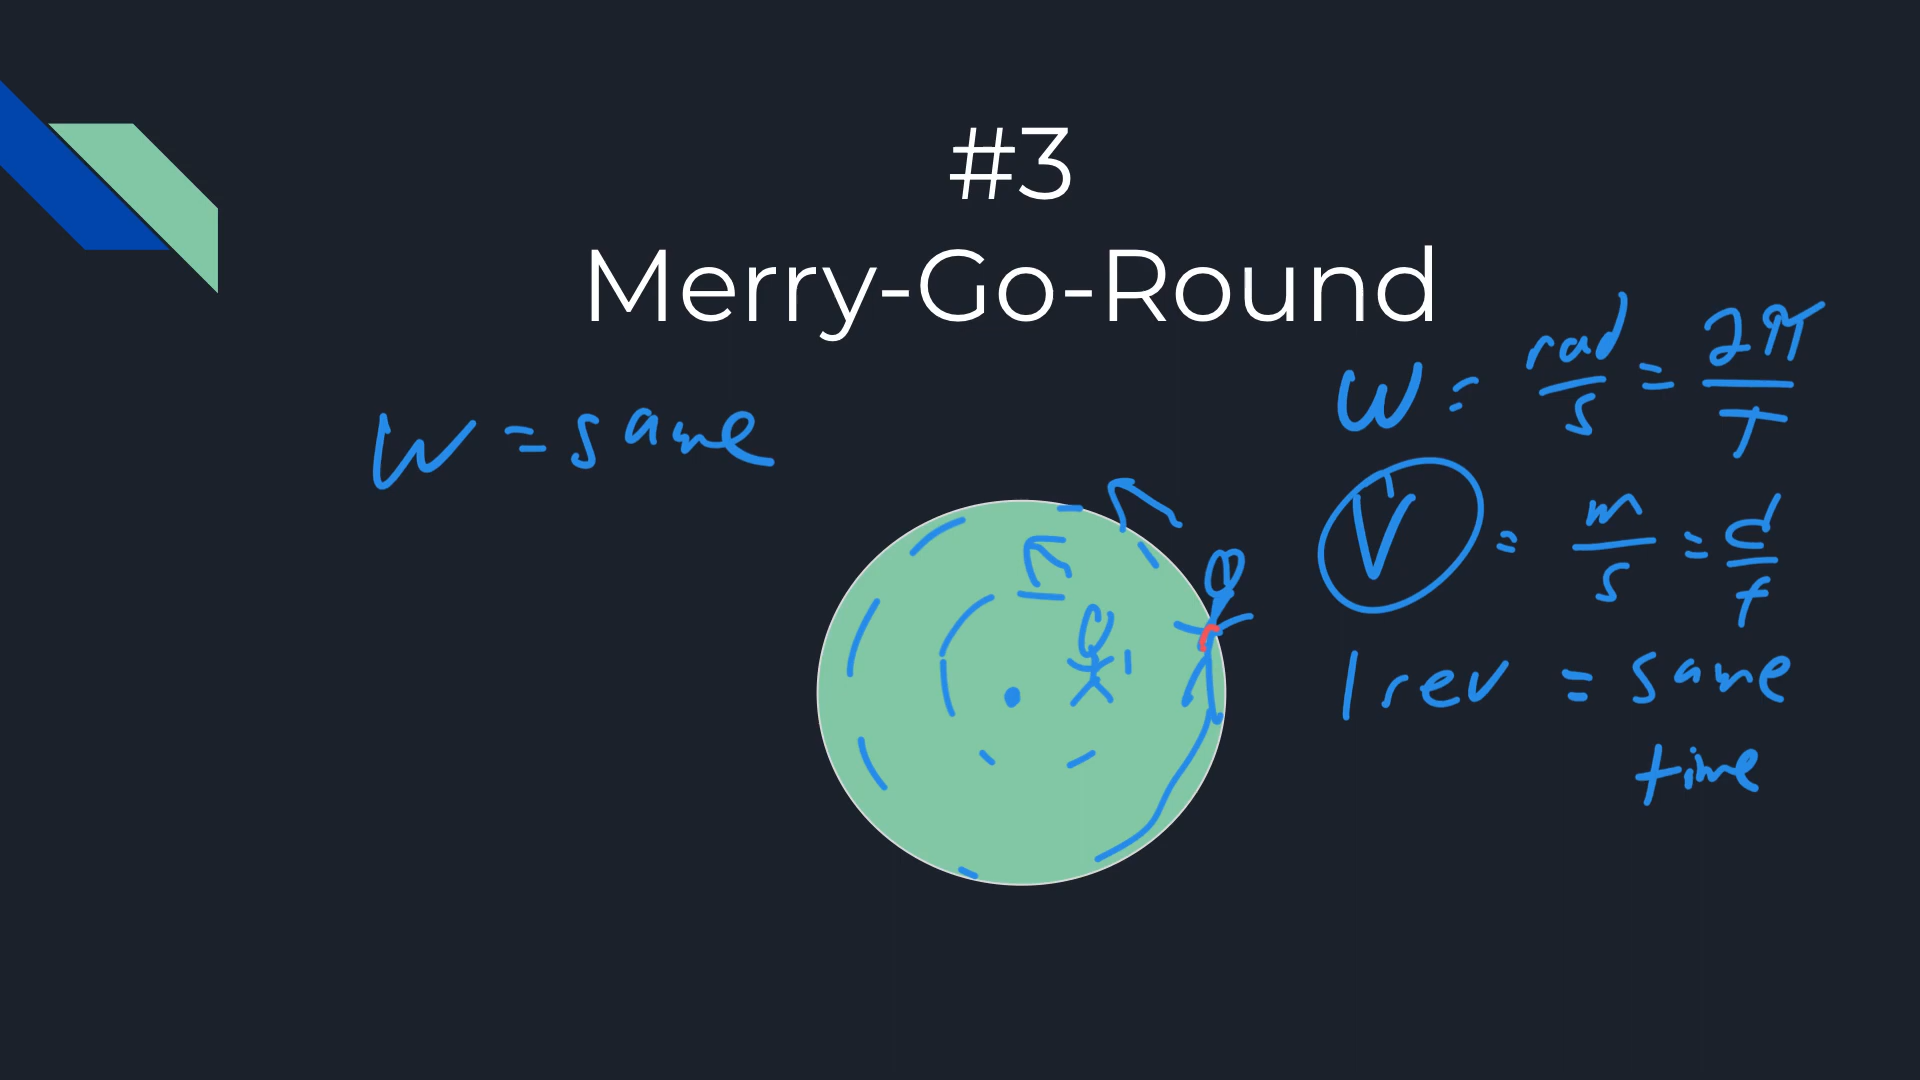 #3
Merry-Go-Round
W = same
W = rad/s = 2π/T
V = m/s = d/t
1 rev = same
time